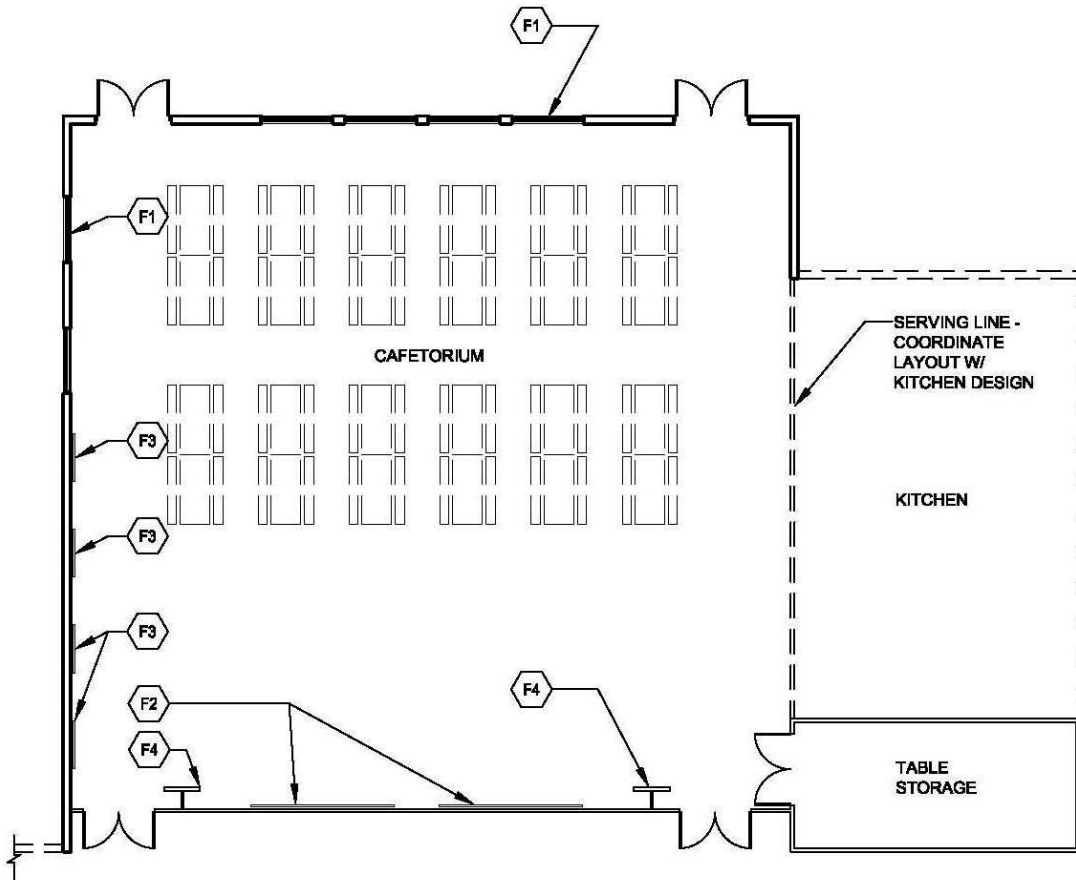 F1
F1
SERVING LINE -
COORDINATE
LAYOUT W/
KITCHEN DESIGN
CAFETORIUM
F3
KITCHEN
F3
F3
F2
F4
F4
TABLE
STORAGE